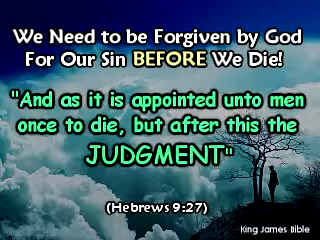 We Need to be Forgiven by God
For Our Sin BEFORE We Die!
"And as it is appointed unto men
once to die, but after this the
JUDGMENT"
(Hebrews 9:27)
King James Bible